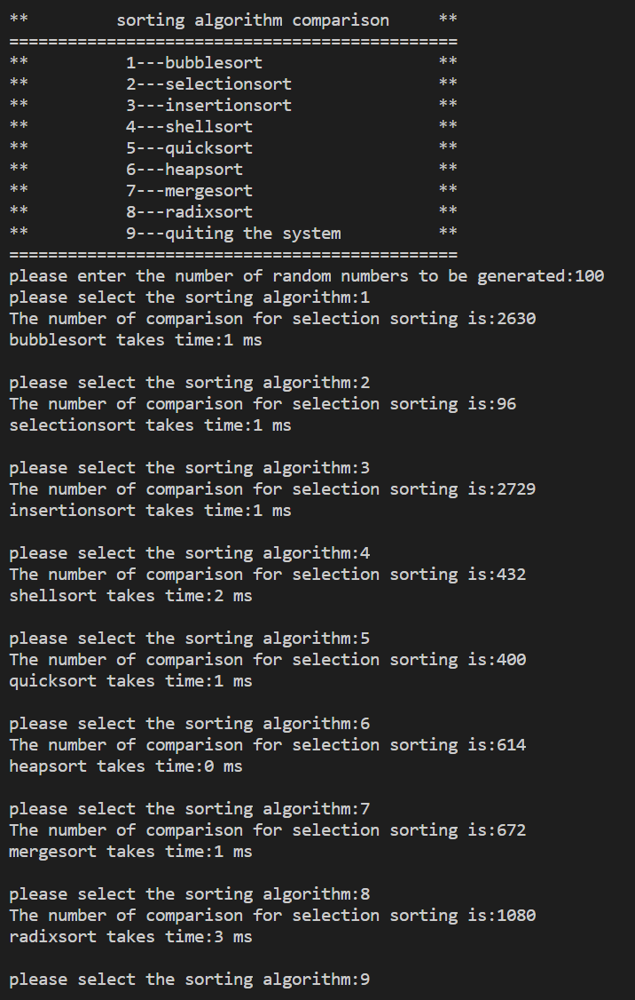 ** sorting algorithm comparison **
==============================================
** 1---bubblesort **
** 2---selectionsort **
** 3---insertionsort **
** 4---shellsort **
** 5---quicksort **
** 6---heapsort **
** 7---mergesort **
** 8---radixsort **
** 9---quiting the system **
==============================================
please enter the number of random numbers to be generated:100
please select the sorting algorithm:1
The number of comparison for selection sorting is:2630
bubblesort takes time:1 ms
please select the sorting algorithm:2
The number of comparison for selection sorting is:96
selectionsort takes time:1 ms
please select the sorting algorithm:3
The number of comparison for selection sorting is:2729
insertionsort takes time:1 ms
please select the sorting algorithm:4
The number of comparison for selection sorting is:432
shellsort takes time:2 ms
please select the sorting algorithm:5
The number of comparison for selection sorting is:400
quicksort takes time:1 ms
please select the sorting algorithm:6
The number of comparison for selection sorting is:614
heapsort takes time:0 ms
please select the sorting algorithm:7
The number of comparison for selection sorting is:672
mergesort takes time:1 ms
please select the sorting algorithm:8
The number of comparison for selection sorting is:1080
radixsort takes time:3 ms
please select the sorting algorithm:9